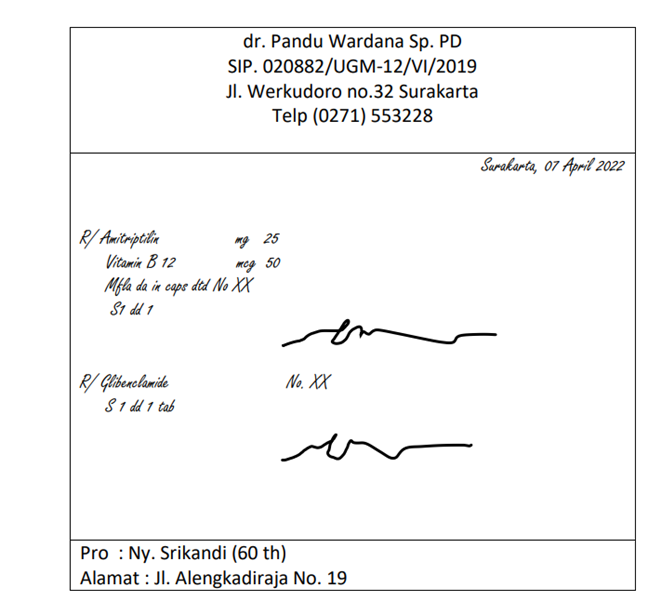 dr. Pandu Wardana Sp. PD
SIP. 020882/UGM-12/VI/2019
Jl. Werkudoro no.32 Surakarta
Telp (0271) 553228
Surakarta, 07 April 2022
R/ Amitriptilin mg 25
Vitamin B 12 mcg 50
Mfla da in caps dtd No XX
S1 dd 1
R/ Glibenclamide No. XX
S 1 dd 1 tab
Pro : Ny. Srikandi (60 th)
Alamat : Jl. Alengkadiraja No. 19